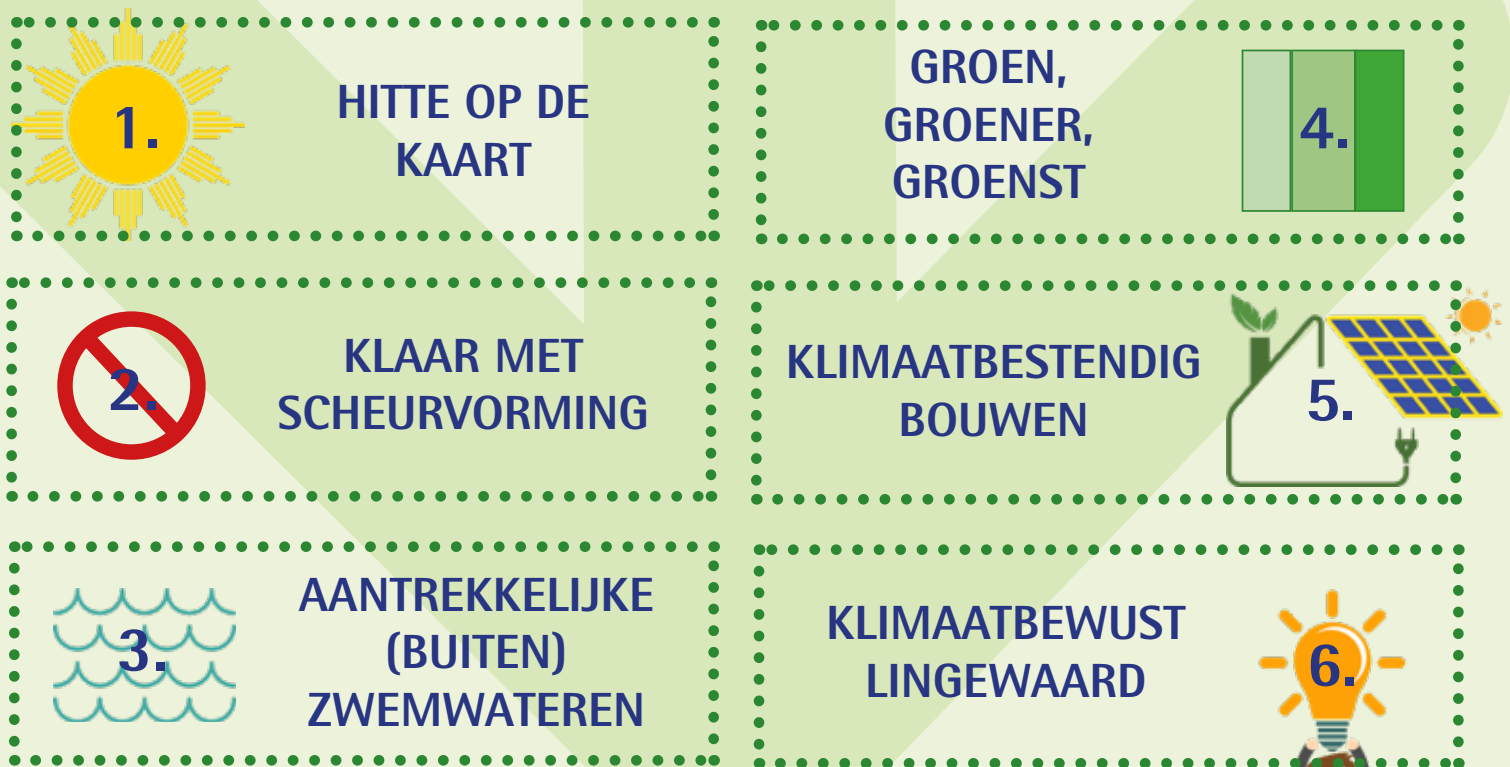 1.
HITTE OP DE
KAART
2.
KLAAR MET
SCHEURVORMING
3.
AANTREKKELIJKE
(BUITEN)
ZWEMWATEREN
GROEN,
GROENER,
GROENST
4.
KLIMAATBESTENDIG
BOUWEN
5.
KLIMAATBEWUST
LINGEWAARD
6.